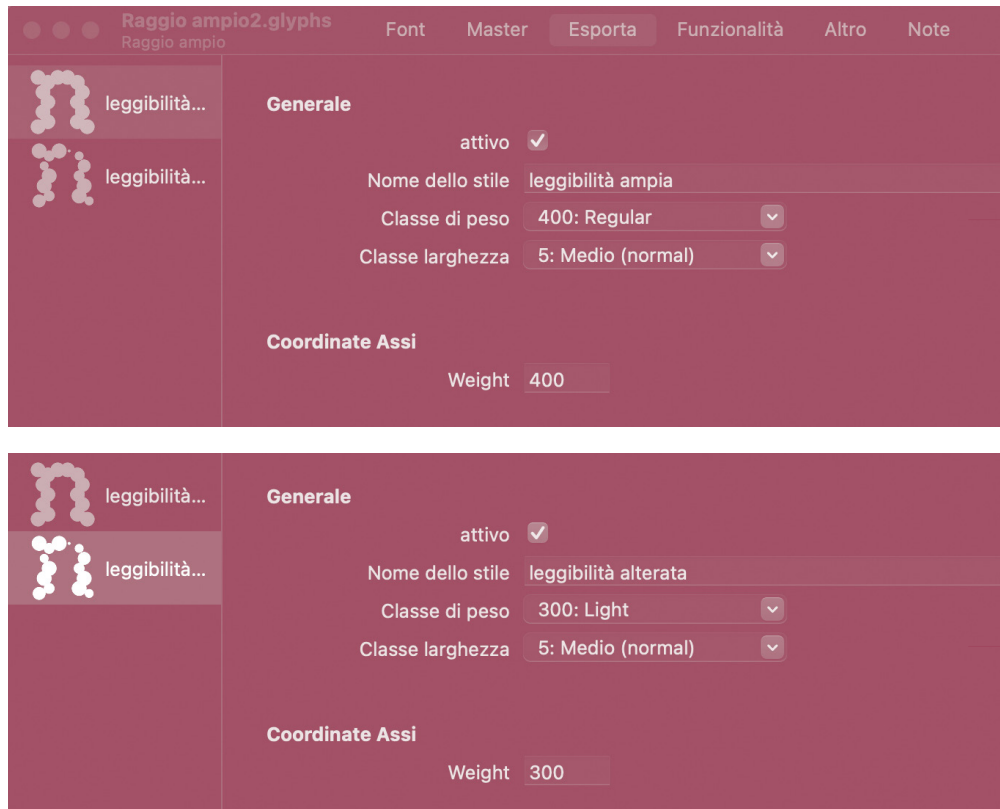 Raggio ampio2.glyphs
Raggio ampio
Font Master Esporta Funzionalità Altro Note
leggibilità...
leggibilità...
Generale
attivo
Nome dello stile leggibilità ampia
Classe di peso 400: Regular
Classe larghezza 5: Medio (normal)
Coordinate Assi
Weight 400
leggibilità...
leggibilità...
Generale
attivo
Nome dello stile leggibilità alterata
Classe di peso 300: Light
Classe larghezza 5: Medio (normal)
Coordinate Assi
Weight 300